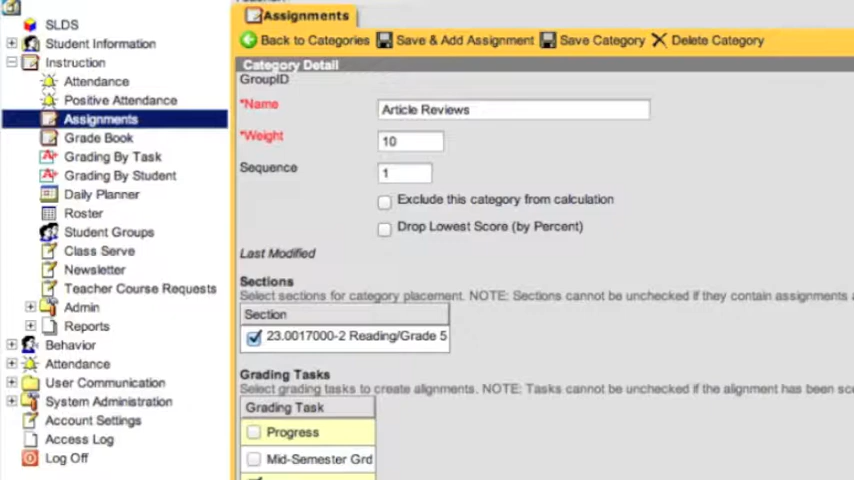 SLDS
Student Information
Instruction
Attendance
Positive Attendance
Assignments
Grade Book
Grading By Task
Grading By Student
Daily Planner
Roster
Student Groups
Class Serve
Newsletter
Teacher Course Requests
Admin
Reports
Behavior
Attendance
User Communication
System Administration
Account Settings
Access Log
Log Off
Assignments
Back to Categories Save & Add Assignment Save Category Delete Category
Category Detail
GroupID
*Name Article Reviews
*Weight 10
Sequence 1
Exclude this category from calculation
Drop Lowest Score (by Percent)
Last Modified
Sections
Select sections for category placement. NOTE: Sections cannot be unchecked if they contain assignments
Section
23.0017000-2 Reading/Grade 5
Grading Tasks
Select grading tasks to create alignments. NOTE: Tasks cannot be unchecked if the alignment has been
Grading Task
Progress
Mid-Semester Grd